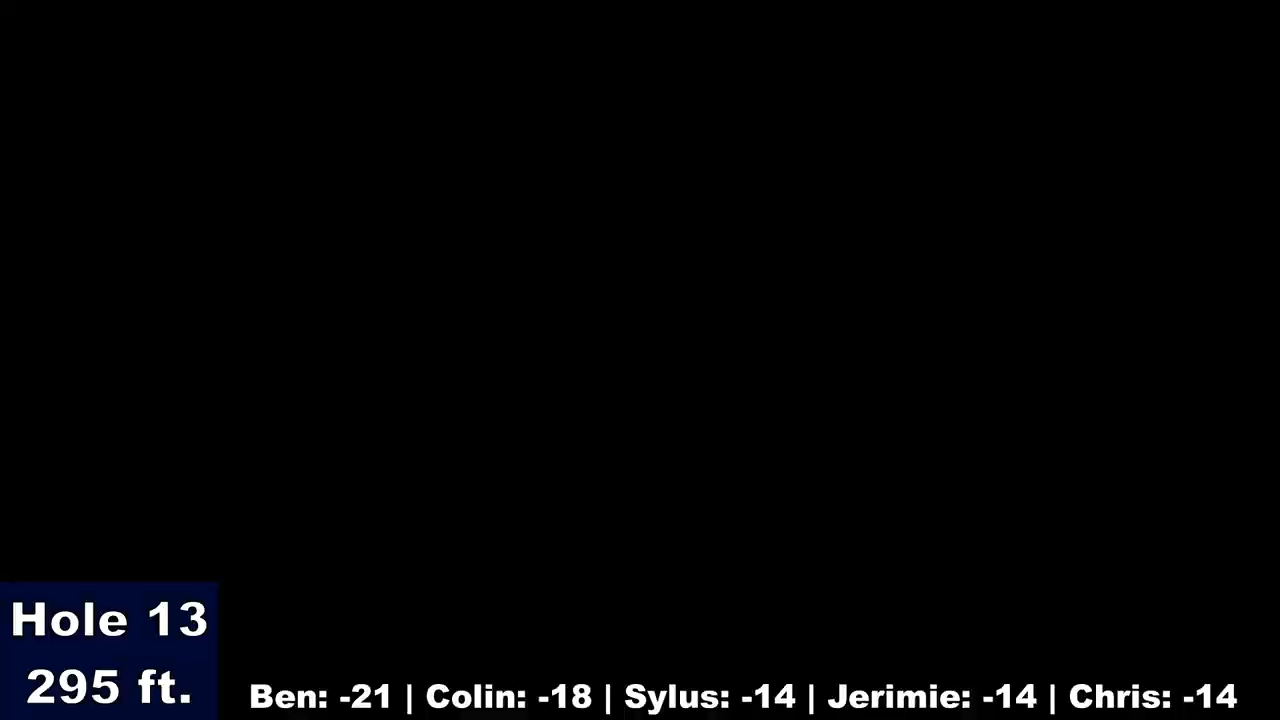 Hole 13
295 ft.
Ben: -21 | Colin: -18 | Sylus: -14 | Jerimie: -14 | Chris: -14